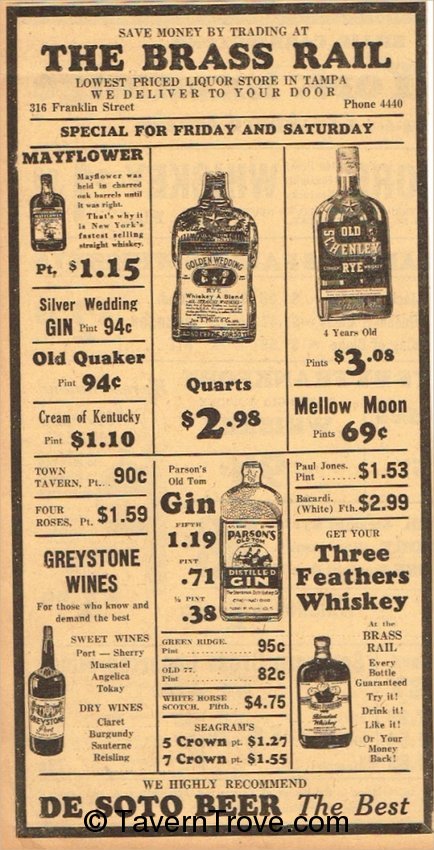 SAVE MONEY BY TRADING AT
THE BRASS RAIL
LOWEST PRICED LIQUOR STORE IN TAMPA
WE DELIVER TO YOUR DOOR
316 Franklin Street Phone 4440
SPECIAL FOR FRIDAY AND SATURDAY
MAYFLOWER
Mayflower was
held in charred
oak barrels until
it was right.
That's why it
is New York's
fastest selling
straight whiskey.
Pt, $1.15
Silver Wedding
GIN Pint 94c
Old Quaker
Pint 94c
Cream of Kentucky
Pint $1.10
TOWN
TAVERN, Pt... 90c
FOUR
ROSES, Pt. $1.59
GREYSTONE
WINES
For those who know and
demand the best
SWEET WINES
Port — Sherry
Muscatel
Angelica
Tokay
DRY WINES
Claret
Burgundy
Sauterne
Reisling
GREYSTONE
Port
GOLDEN WEDDING
RYE
Whiskey A Blend
Quarts
$2.98
Parson's
Old Tom
Gin
FIFTH
1.19
PINT
.71
½ PINT
.38
PARSON'S
OLD TOM
DISTILLED
GIN
GREEN RIDGE.
Pint 95c
OLD 77.
Pint 82c
WHITE HORSE
SCOTCH. Fifth $4.75
SEAGRAM'S
5 Crown pt. $1.27
7 Crown pt. $1.55
OLD
SCHENLEY
RYE
4 Years Old
Pints $3.08
Mellow Moon
Pints 69c
Paul Jones.
Pint $1.53
Bacardi.
(White) Fth. $2.99
GET YOUR
Three
Feathers
Whiskey
At the
BRASS
RAIL
Every
Bottle
Guaranteed
Try it!
Drink it!
Like it!
Or Your
Money
Back!
WE HIGHLY RECOMMEND
DE SOTO BEER The Best
© TavernTrove.com